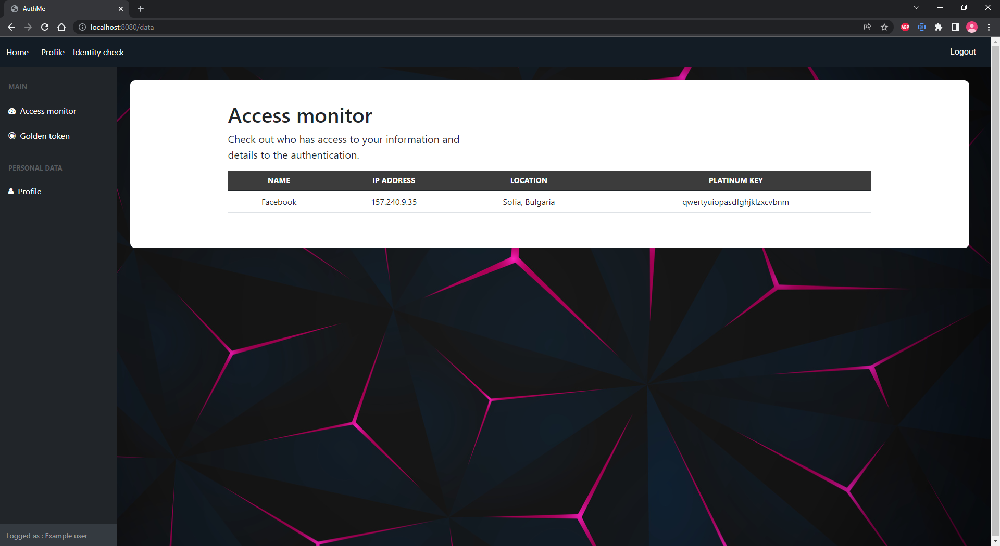 AuthMe
localhost:8080/data
ABP
Home Profile Identity check Logout
MAIN
Access monitor
Golden token
PERSONAL DATA
Profile
Logged as : Example user
Access monitor
Check out who has access to your information and
details to the authentication.
NAME IP ADDRESS LOCATION PLATINUM KEY
Facebook 157.240.9.35 Sofia, Bulgaria qwertyuiopasdfghjklzxcvbnm